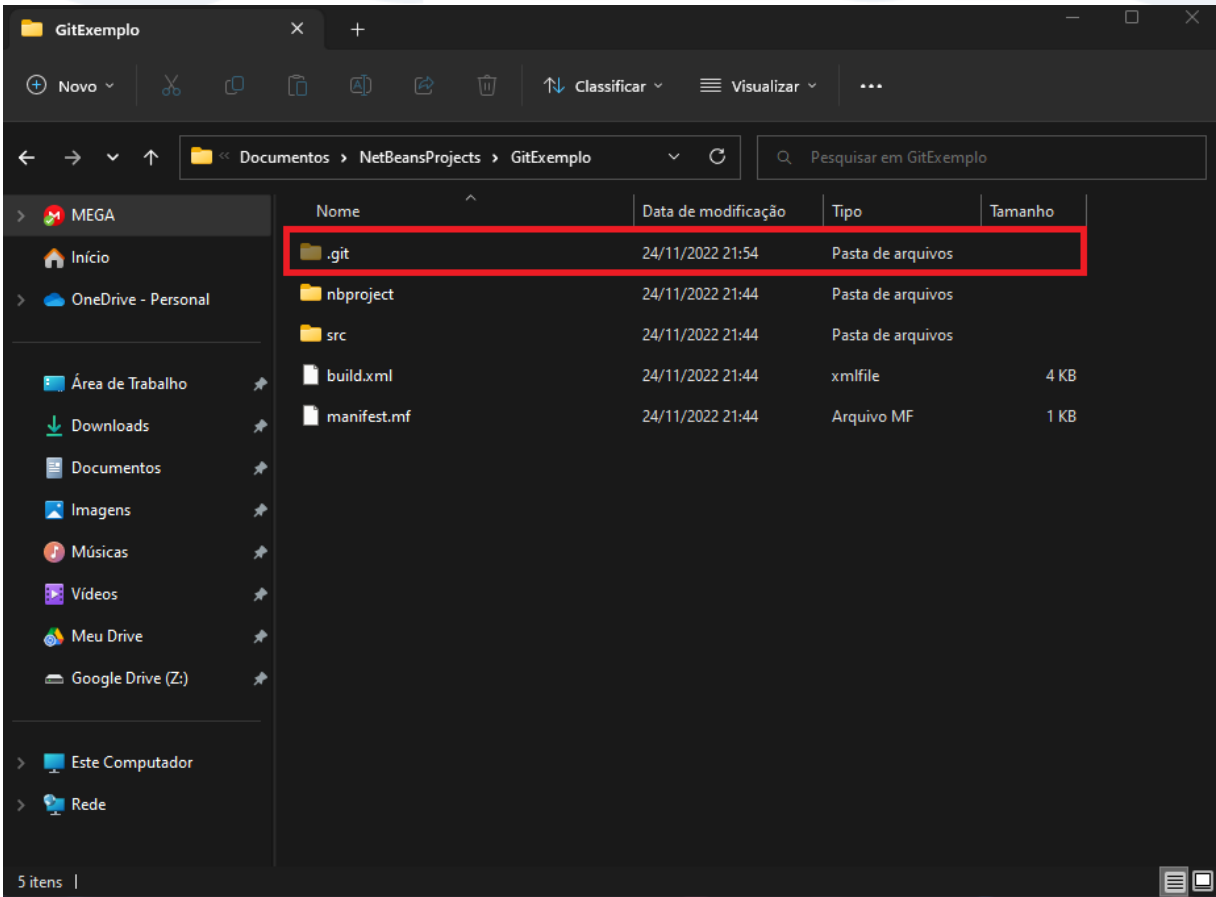 GitExemplo
Novo
Classificar
Visualizar
Documentos > NetBeansProjects > GitExemplo
Pesquisar em GitExemplo
MEGA
Início
OneDrive - Personal
Área de Trabalho
Downloads
Documentos
Imagens
Músicas
Vídeos
Meu Drive
Google Drive (Z:)
Este Computador
Rede
Nome Data de modificação Tipo Tamanho
.git 24/11/2022 21:54 Pasta de arquivos
nbproject 24/11/2022 21:44 Pasta de arquivos
src 24/11/2022 21:44 Pasta de arquivos
build.xml 24/11/2022 21:44 xmlfile 4 KB
manifest.mf 24/11/2022 21:44 Arquivo MF 1 KB
5 itens